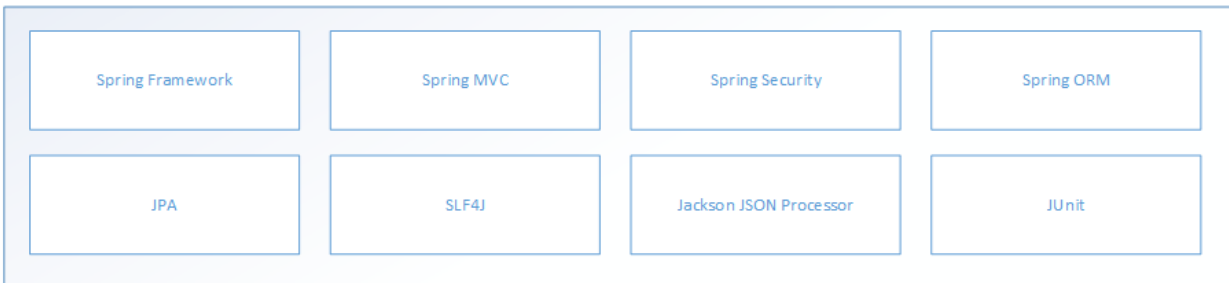 Spring Framework
Spring MVC
Spring Security
Spring ORM
JPA
SLF4J
Jackson JSON Processor
JUnit